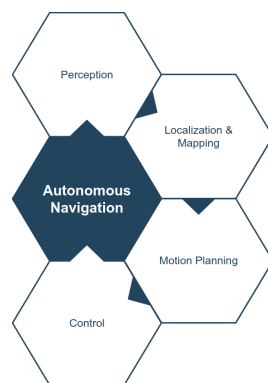 Perception
Localization &
Mapping
Autonomous
Navigation
Motion Planning
Control